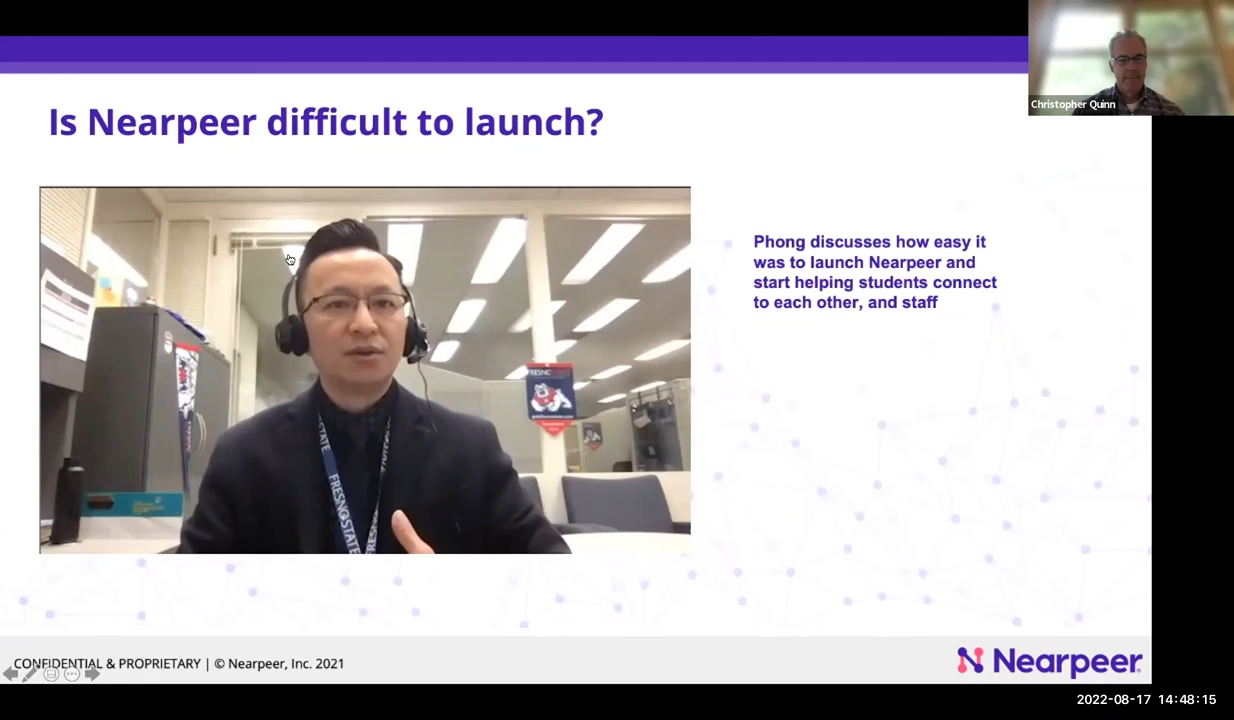 Christopher Quinn
Is Nearpeer difficult to launch?
Phong discusses how easy it
was to launch Nearpeer and
start helping students connect
to each other, and staff
FRESNO STATE
FRESNO
STATE
CONFIDENTIAL & PROPRIETARY | © Nearpeer, Inc. 2021
Nearpeer
2022-08-17 14:48:15